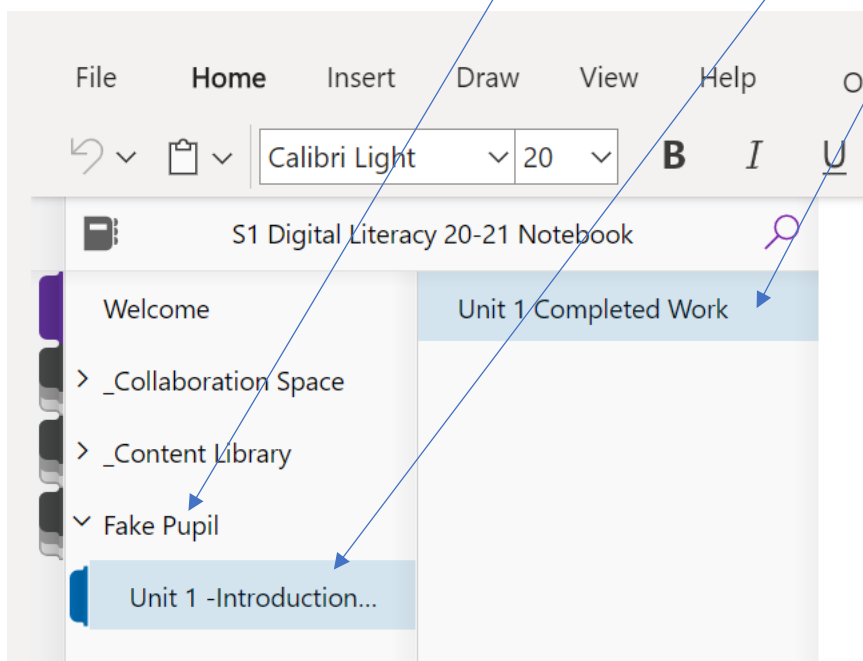 File Home Insert Draw View Help O
Calibri Light 20 B I U
S1 Digital Literacy 20-21 Notebook
Welcome Unit 1 Completed Work
> _Collaboration Space
> _Content Library
Fake Pupil
Unit 1 -Introduction...